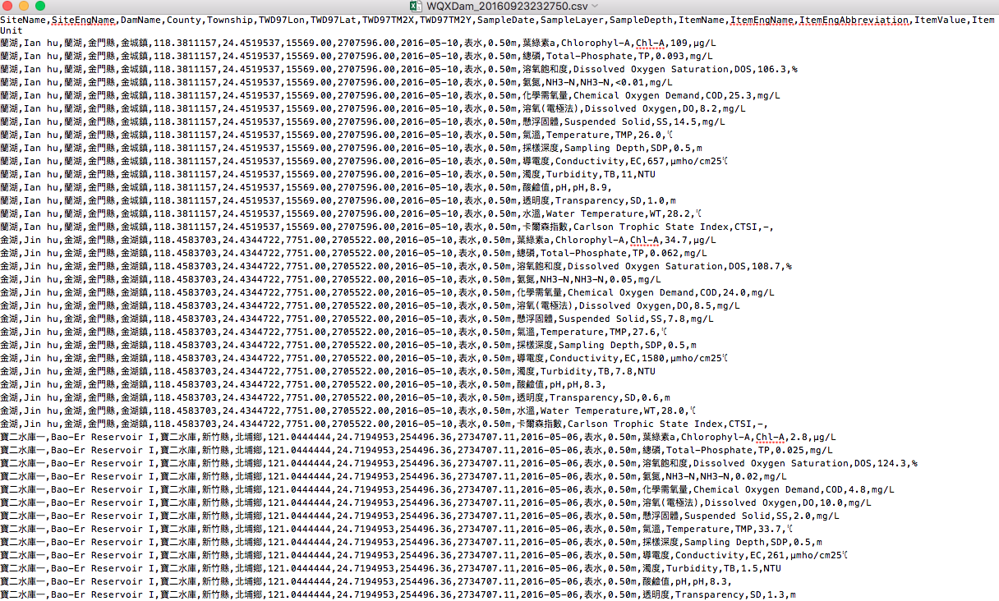 WQXDam_20160923232750.csv
SiteName,SiteEngName,DamName,County,Township,TWD97Lon,TWD97Lat,TWD97TM2X,TWD97TM2Y,SampleDate,SampleLayer,SampleDepth,ItemName,ItemEngName,ItemEngAbbreviation,ItemValue,Item
Unit
蘭湖,Ian hu,蘭湖,金門縣,金城鎮,118.3811157,24.4519537,15569.00,2707596.00,2016-05-10,表水,0.50m,葉綠素a,Chlorophyl-A,Chl-A,109,μg/L
蘭湖,Ian hu,蘭湖,金門縣,金城鎮,118.3811157,24.4519537,15569.00,2707596.00,2016-05-10,表水,0.50m,總磷,Total-Phosphate,TP,0.093,mg/L
蘭湖,Ian hu,蘭湖,金門縣,金城鎮,118.3811157,24.4519537,15569.00,2707596.00,2016-05-10,表水,0.50m,溶氧飽和度,Dissolved Oxygen Saturation,DOS,106.3,%
蘭湖,Ian hu,蘭湖,金門縣,金城鎮,118.3811157,24.4519537,15569.00,2707596.00,2016-05-10,表水,0.50m,氨氮,NH3-N,NH3-N,<0.01,mg/L
蘭湖,Ian hu,蘭湖,金門縣,金城鎮,118.3811157,24.4519537,15569.00,2707596.00,2016-05-10,表水,0.50m,化學需氧量,Chemical Oxygen Demand,COD,25.3,mg/L
蘭湖,Ian hu,蘭湖,金門縣,金城鎮,118.3811157,24.4519537,15569.00,2707596.00,2016-05-10,表水,0.50m,溶氧(電極法),Dissolved Oxygen,DO,8.2,mg/L
蘭湖,Ian hu,蘭湖,金門縣,金城鎮,118.3811157,24.4519537,15569.00,2707596.00,2016-05-10,表水,0.50m,懸浮固體,Suspended Solid,SS,14.5,mg/L
蘭湖,Ian hu,蘭湖,金門縣,金城鎮,118.3811157,24.4519537,15569.00,2707596.00,2016-05-10,表水,0.50m,氣溫,Temperature,TMP,26.0,℃
蘭湖,Ian hu,蘭湖,金門縣,金城鎮,118.3811157,24.4519537,15569.00,2707596.00,2016-05-10,表水,0.50m,採樣深度,Sampling Depth,SDP,0.5,m
蘭湖,Ian hu,蘭湖,金門縣,金城鎮,118.3811157,24.4519537,15569.00,2707596.00,2016-05-10,表水,0.50m,導電度,Conductivity,EC,657,μmho/cm25℃
蘭湖,Ian hu,蘭湖,金門縣,金城鎮,118.3811157,24.4519537,15569.00,2707596.00,2016-05-10,表水,0.50m,濁度,Turbidity,TB,11,NTU
蘭湖,Ian hu,蘭湖,金門縣,金城鎮,118.3811157,24.4519537,15569.00,2707596.00,2016-05-10,表水,0.50m,酸鹼值,pH,pH,8.9,
蘭湖,Ian hu,蘭湖,金門縣,金城鎮,118.3811157,24.4519537,15569.00,2707596.00,2016-05-10,表水,0.50m,透明度,Transparency,SD,1.0,m
蘭湖,Ian hu,蘭湖,金門縣,金城鎮,118.3811157,24.4519537,15569.00,2707596.00,2016-05-10,表水,0.50m,水溫,Water Temperature,WT,28.2,℃
蘭湖,Ian hu,蘭湖,金門縣,金城鎮,118.3811157,24.4519537,15569.00,2707596.00,2016-05-10,表水,0.50m,卡爾森指數,Carlson Trophic State Index,CTSI,-,
金湖,Jin hu,金湖,金門縣,金湖鎮,118.4583703,24.4344722,7751.00,2705522.00,2016-05-10,表水,0.50m,葉綠素a,Chlorophyl-A,Chl-A,34.7,μg/L
金湖,Jin hu,金湖,金門縣,金湖鎮,118.4583703,24.4344722,7751.00,2705522.00,2016-05-10,表水,0.50m,總磷,Total-Phosphate,TP,0.062,mg/L
金湖,Jin hu,金湖,金門縣,金湖鎮,118.4583703,24.4344722,7751.00,2705522.00,2016-05-10,表水,0.50m,溶氧飽和度,Dissolved Oxygen Saturation,DOS,108.7,%
金湖,Jin hu,金湖,金門縣,金湖鎮,118.4583703,24.4344722,7751.00,2705522.00,2016-05-10,表水,0.50m,氨氮,NH3-N,NH3-N,0.05,mg/L
金湖,Jin hu,金湖,金門縣,金湖鎮,118.4583703,24.4344722,7751.00,2705522.00,2016-05-10,表水,0.50m,化學需氧量,Chemical Oxygen Demand,COD,24.0,mg/L
金湖,Jin hu,金湖,金門縣,金湖鎮,118.4583703,24.4344722,7751.00,2705522.00,2016-05-10,表水,0.50m,溶氧(電極法),Dissolved Oxygen,DO,8.5,mg/L
金湖,Jin hu,金湖,金門縣,金湖鎮,118.4583703,24.4344722,7751.00,2705522.00,2016-05-10,表水,0.50m,懸浮固體,Suspended Solid,SS,7.8,mg/L
金湖,Jin hu,金湖,金門縣,金湖鎮,118.4583703,24.4344722,7751.00,2705522.00,2016-05-10,表水,0.50m,氣溫,Temperature,TMP,27.6,℃
金湖,Jin hu,金湖,金門縣,金湖鎮,118.4583703,24.4344722,7751.00,2705522.00,2016-05-10,表水,0.50m,採樣深度,Sampling Depth,SDP,0.5,m
金湖,Jin hu,金湖,金門縣,金湖鎮,118.4583703,24.4344722,7751.00,2705522.00,2016-05-10,表水,0.50m,導電度,Conductivity,EC,1580,μmho/cm25℃
金湖,Jin hu,金湖,金門縣,金湖鎮,118.4583703,24.4344722,7751.00,2705522.00,2016-05-10,表水,0.50m,濁度,Turbidity,TB,7.8,NTU
金湖,Jin hu,金湖,金門縣,金湖鎮,118.4583703,24.4344722,7751.00,2705522.00,2016-05-10,表水,0.50m,酸鹼值,pH,pH,8.3,
金湖,Jin hu,金湖,金門縣,金湖鎮,118.4583703,24.4344722,7751.00,2705522.00,2016-05-10,表水,0.50m,透明度,Transparency,SD,0.6,m
金湖,Jin hu,金湖,金門縣,金湖鎮,118.4583703,24.4344722,7751.00,2705522.00,2016-05-10,表水,0.50m,水溫,Water Temperature,WT,28.0,℃
金湖,Jin hu,金湖,金門縣,金湖鎮,118.4583703,24.4344722,7751.00,2705522.00,2016-05-10,表水,0.50m,卡爾森指數,Carlson Trophic State Index,CTSI,-,
寶二水庫一,Bao-Er Reservoir I,寶二水庫,新竹縣,北埔鄉,121.0444444,24.7194953,254496.36,2734707.11,2016-05-06,表水,0.50m,葉綠素a,Chlorophyl-A,Chl-A,2.8,μg/L
寶二水庫一,Bao-Er Reservoir I,寶二水庫,新竹縣,北埔鄉,121.0444444,24.7194953,254496.36,2734707.11,2016-05-06,表水,0.50m,總磷,Total-Phosphate,TP,0.025,mg/L
寶二水庫一,Bao-Er Reservoir I,寶二水庫,新竹縣,北埔鄉,121.0444444,24.7194953,254496.36,2734707.11,2016-05-06,表水,0.50m,溶氧飽和度,Dissolved Oxygen Saturation,DOS,124.3,%
寶二水庫一,Bao-Er Reservoir I,寶二水庫,新竹縣,北埔鄉,121.0444444,24.7194953,254496.36,2734707.11,2016-05-06,表水,0.50m,氨氮,NH3-N,NH3-N,0.02,mg/L
寶二水庫一,Bao-Er Reservoir I,寶二水庫,新竹縣,北埔鄉,121.0444444,24.7194953,254496.36,2734707.11,2016-05-06,表水,0.50m,化學需氧量,Chemical Oxygen Demand,COD,4.8,mg/L
寶二水庫一,Bao-Er Reservoir I,寶二水庫,新竹縣,北埔鄉,121.0444444,24.7194953,254496.36,2734707.11,2016-05-06,表水,0.50m,溶氧(電極法),Dissolved Oxygen,DO,10.0,mg/L
寶二水庫一,Bao-Er Reservoir I,寶二水庫,新竹縣,北埔鄉,121.0444444,24.7194953,254496.36,2734707.11,2016-05-06,表水,0.50m,懸浮固體,Suspended Solid,SS,2.0,mg/L
寶二水庫一,Bao-Er Reservoir I,寶二水庫,新竹縣,北埔鄉,121.0444444,24.7194953,254496.36,2734707.11,2016-05-06,表水,0.50m,氣溫,Temperature,TMP,33.7,℃
寶二水庫一,Bao-Er Reservoir I,寶二水庫,新竹縣,北埔鄉,121.0444444,24.7194953,254496.36,2734707.11,2016-05-06,表水,0.50m,採樣深度,Sampling Depth,SDP,0.5,m
寶二水庫一,Bao-Er Reservoir I,寶二水庫,新竹縣,北埔鄉,121.0444444,24.7194953,254496.36,2734707.11,2016-05-06,表水,0.50m,導電度,Conductivity,EC,261,μmho/cm25℃
寶二水庫一,Bao-Er Reservoir I,寶二水庫,新竹縣,北埔鄉,121.0444444,24.7194953,254496.36,2734707.11,2016-05-06,表水,0.50m,濁度,Turbidity,TB,1.5,NTU
寶二水庫一,Bao-Er Reservoir I,寶二水庫,新竹縣,北埔鄉,121.0444444,24.7194953,254496.36,2734707.11,2016-05-06,表水,0.50m,酸鹼值,pH,pH,8.3,
寶二水庫一,Bao-Er Reservoir I,寶二水庫,新竹縣,北埔鄉,121.0444444,24.7194953,254496.36,2734707.11,2016-05-06,表水,0.50m,透明度,Transparency,SD,1.3,m